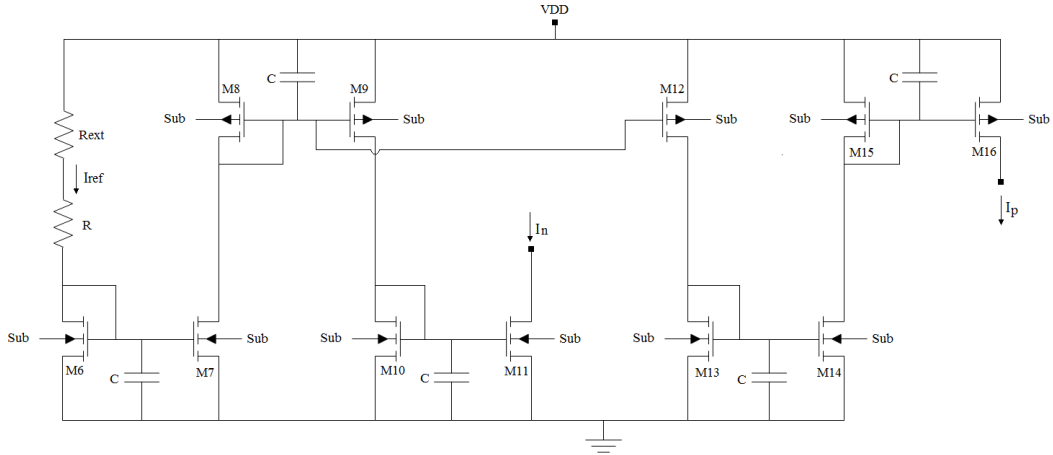 VDD
C
C
M8
M9
M12
Sub
Sub
Sub
Sub
Sub
Rext
M15
M16
Iref
Ip
R
In
Sub
Sub
Sub
Sub
Sub
Sub
M6
C
M7
M10
C
M11
M13
C
M14